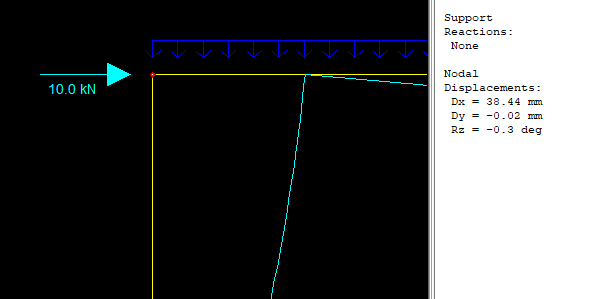 10.0 kN
Support
Reactions:
None
Nodal
Displacements:
Dx = 38.44 mm
Dy = -0.02 mm
Rz = -0.3 deg